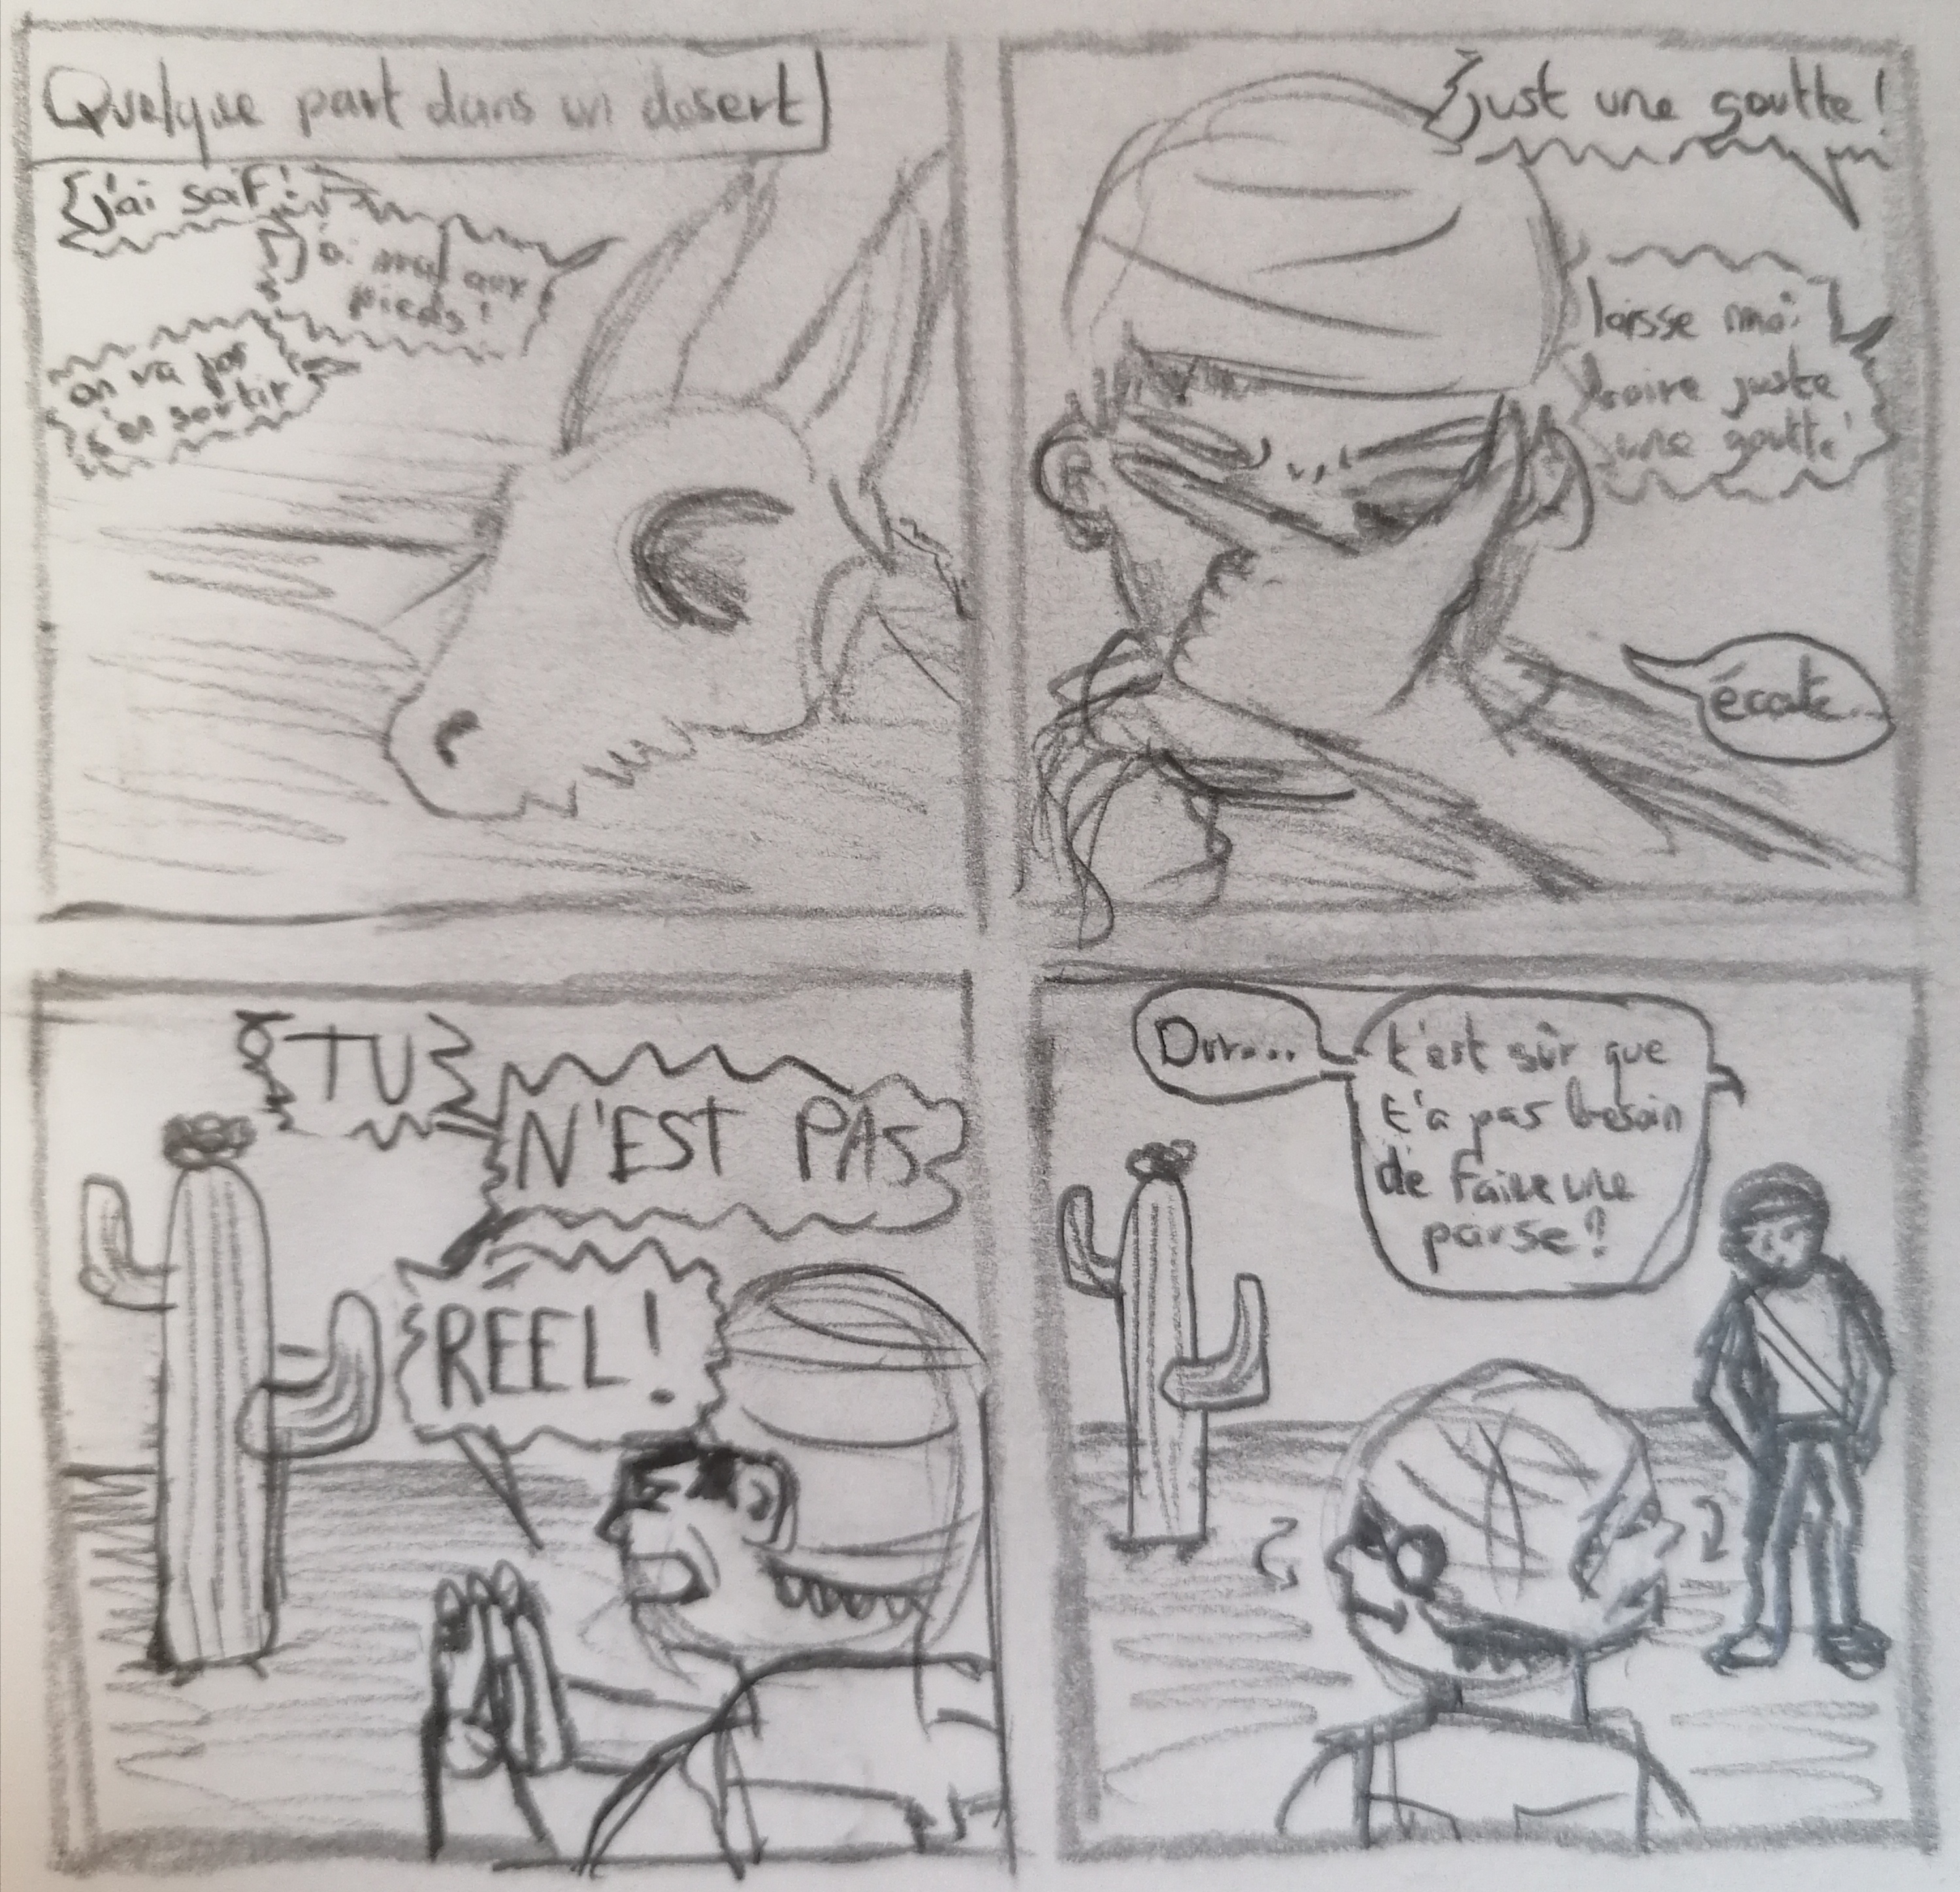 Quelque part dans un desert
j'ai soif!
J'ai mal aux
pieds!
on va pas
s'en sortir
just une goutte!
laisse moi
boire juste
une goutte
écoute...
TU
N'EST PAS
RÉEL!
Dur...
t'est sûr que
t'a pas besoin
de faire une
pause?